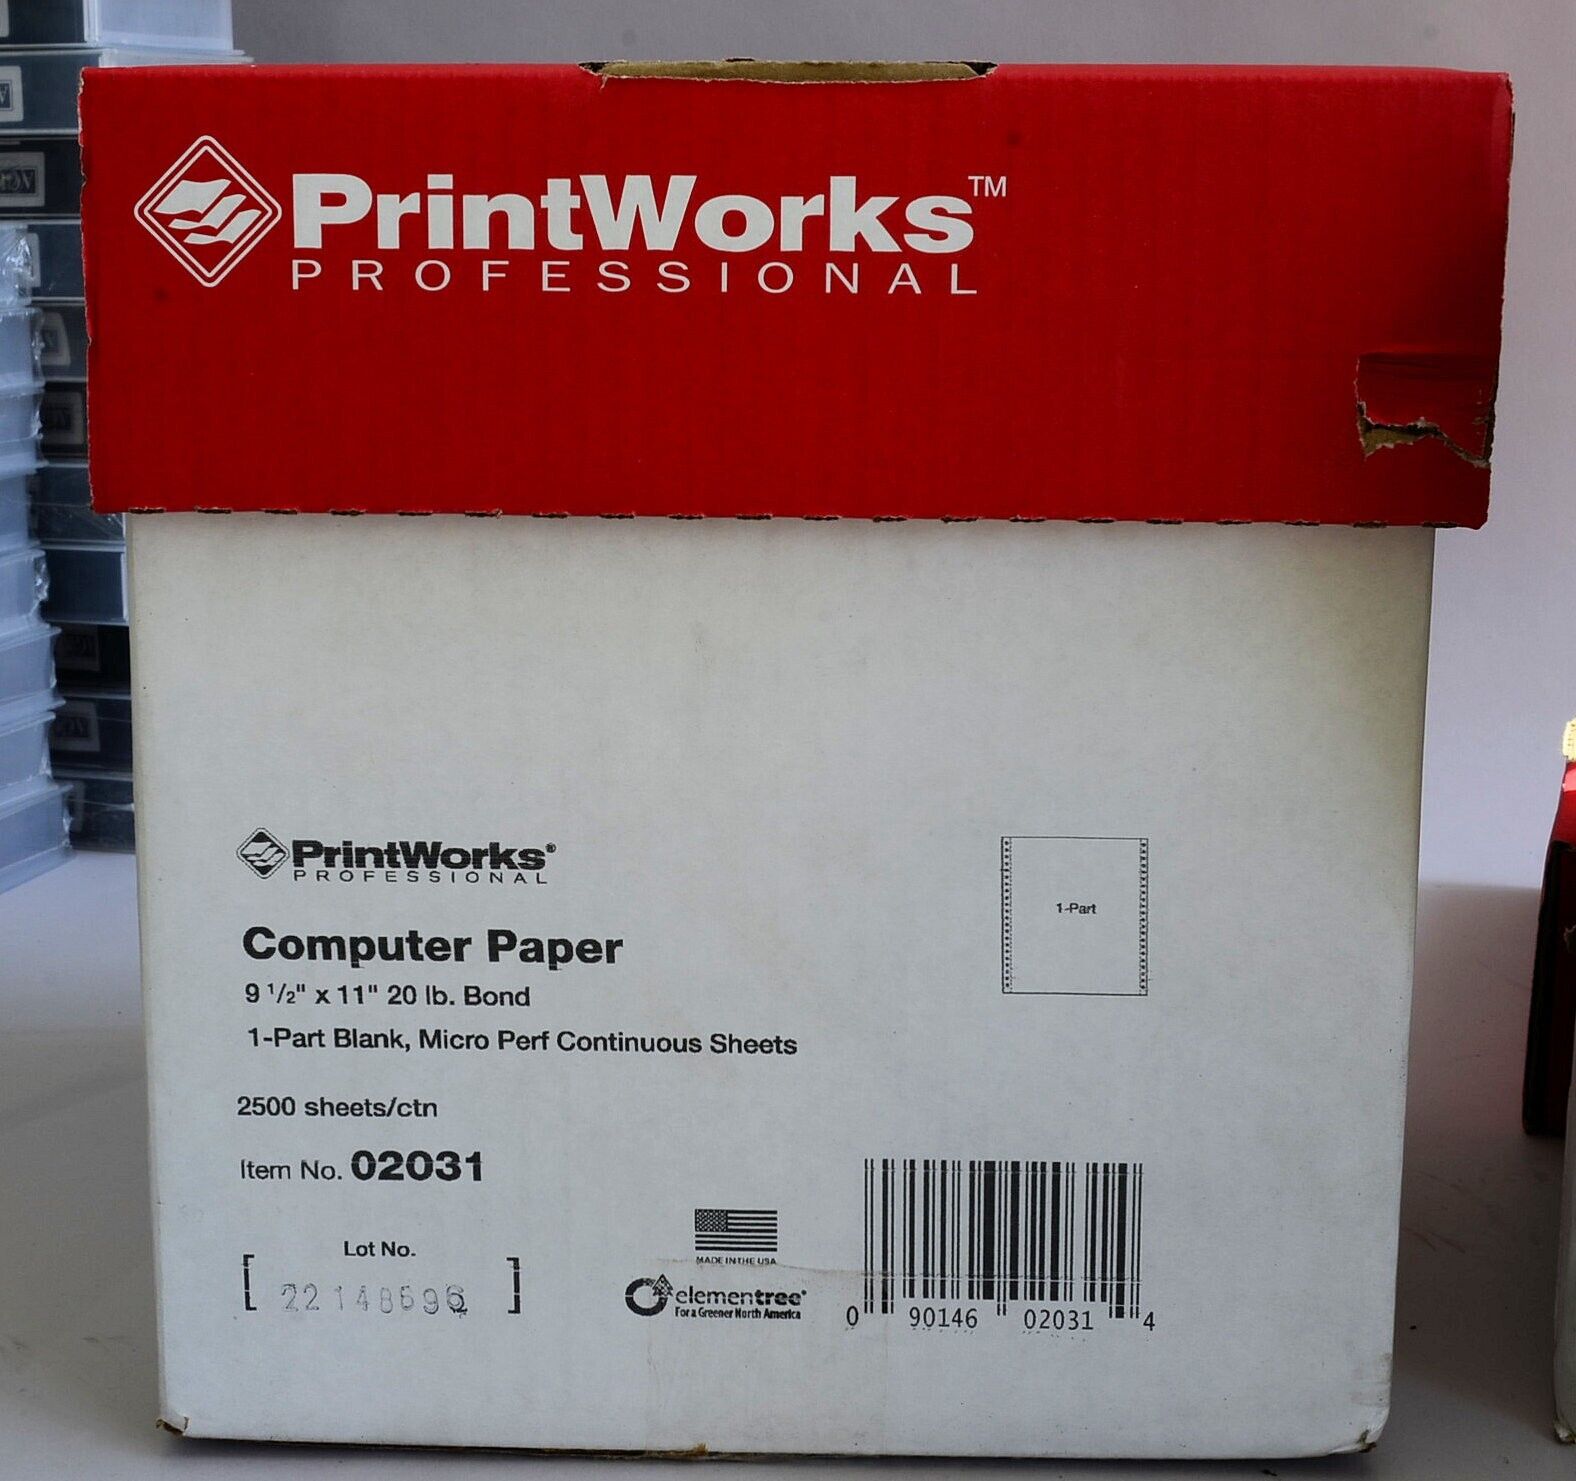 PrintWorks™
PROFESSIONAL
PrintWorks®
PROFESSIONAL
1-Part
Computer Paper
9 1/2" x 11" 20 lb. Bond
1-Part Blank, Micro Perf Continuous Sheets
2500 sheets/ctn
Item No. 02031
Lot No.
[ ]
MADE IN THE USA
elementree®
For a Greener North America
0 90146 02031 4